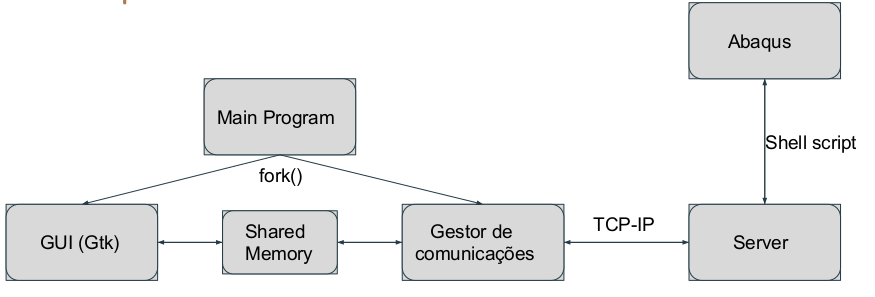 Abaqus
Main Program
Shell script
fork()
GUI (Gtk)
Shared
Memory
Gestor de
comunicações
TCP-IP
Server